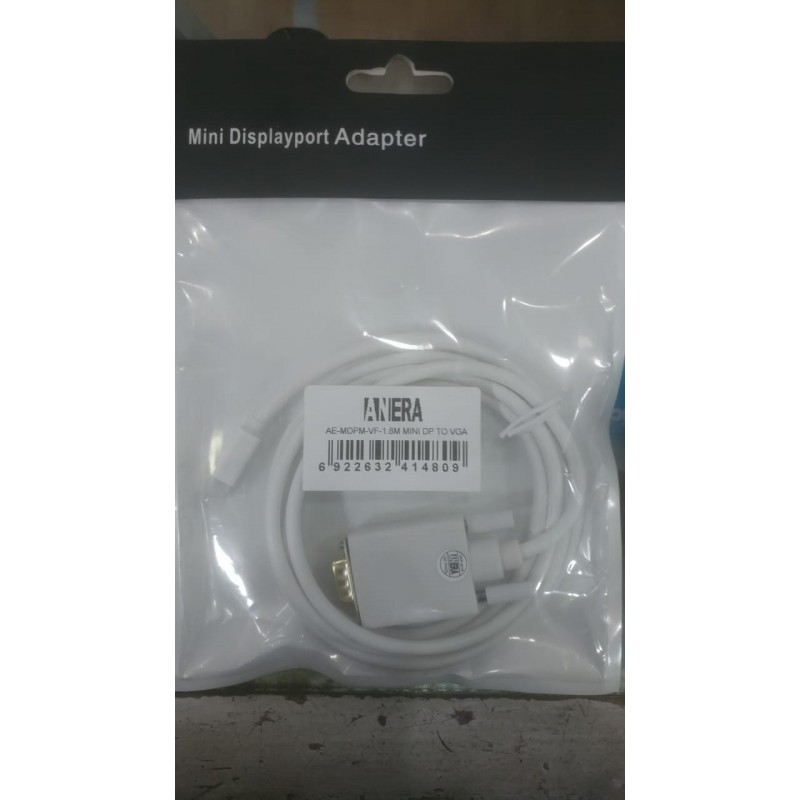 Mini Displayport Adapter
ANERA
AE-MDPM-VF-1.8M MINI DP TO VGA
6 922632 414809